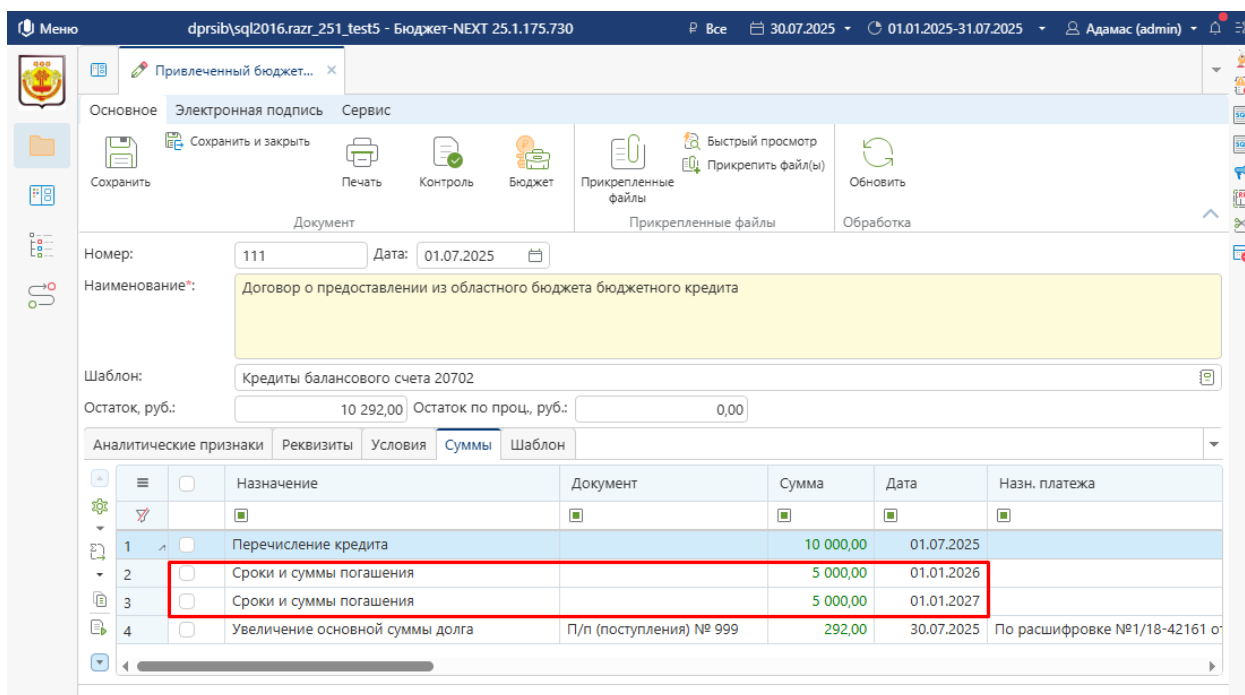 Меню dprsib\sql2016.razr_251_test5 - Бюджет-NEXT 25.1.175.730 ₽ Все 30.07.2025 01.01.2025-31.07.2025 Адамас (admin)
Привлеченный бюджет... ×
Основное Электронная подпись Сервис
Сохранить Сохранить и закрыть Печать Контроль Бюджет Прикрепленные файлы Быстрый просмотр Прикрепить файл(ы) Обновить
Документ Прикрепленные файлы Обработка
Номер: 111 Дата: 01.07.2025
Наименование*: Договор о предоставлении из областного бюджета бюджетного кредита
Шаблон: Кредиты балансового счета 20702
Остаток, руб.: 10 292,00 Остаток по проц., руб.: 0,00
Аналитические признаки Реквизиты Условия Суммы Шаблон
Назначение Документ Сумма Дата Назн. платежа
1 Перечисление кредита 10 000,00 01.07.2025
2 Сроки и суммы погашения 5 000,00 01.01.2026
3 Сроки и суммы погашения 5 000,00 01.01.2027
4 Увеличение основной суммы долга П/п (поступления) № 999 292,00 30.07.2025 По расшифровке №1/18-42161